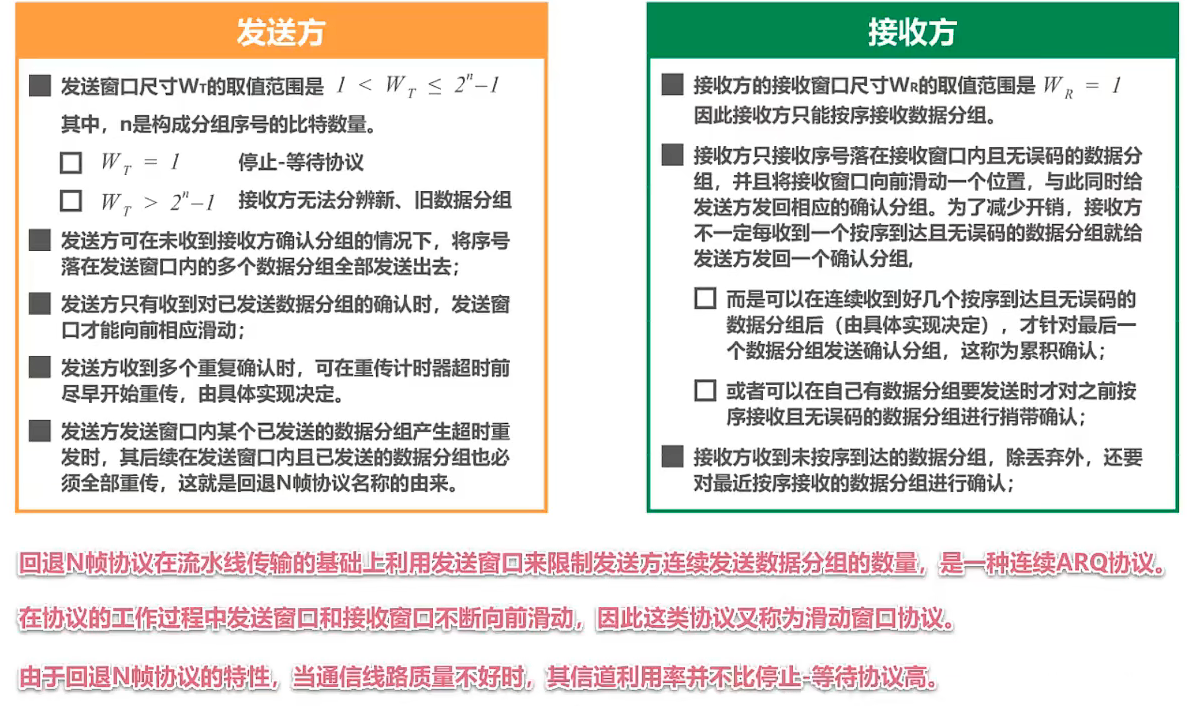 发送方
■ 发送窗口尺寸WT的取值范围是 1 < W_T ≤ 2^n–1
其中，n是构成分组序号的比特数量。
☐ W_T = 1 停止-等待协议
☐ W_T > 2^n–1 接收方无法分辨新、旧数据分组
■ 发送方可在未收到接收方确认分组的情况下，将序号
落在发送窗口内的多个数据分组全部发送出去；
■ 发送方只有收到对已发送数据分组的确认时，发送窗
口才能向前相应滑动；
■ 发送方收到多个重复确认时，可在重传计时器超时前
尽早开始重传，由具体实现决定。
■ 发送方发送窗口内某个已发送的数据分组产生超时重
发时，其后续在发送窗口内且已发送的数据分组也必
须全部重传，这就是回退N帧协议名称的由来。
接收方
■ 接收方的接收窗口尺寸WR的取值范围是 W_R = 1
因此接收方只能按序接收数据分组。
■ 接收方只接收序号落在接收窗口内且无误码的数据分
组，并且将接收窗口向前滑动一个位置，与此同时给
发送方发回相应的确认分组。为了减少开销，接收方
不一定每收到一个按序到达且无误码的数据分组就给
发送方发回一个确认分组,
☐ 而是可以在连续收到好几个按序到达且无误码的
数据分组后（由具体实现决定），才针对最后一
个数据分组发送确认分组，这称为累积确认；
☐ 或者可以在自己有数据分组要发送时才对之前按
序接收且无误码的数据分组进行捎带确认；
■ 接收方收到未按序到达的数据分组，除丢弃外，还要
对最近按序接收的数据分组进行确认；
回退N帧协议在流水线传输的基础上利用发送窗口来限制发送方连续发送数据分组的数量，是一种连续ARQ协议。
在协议的工作过程中发送窗口和接收窗口不断向前滑动，因此这类协议又称为滑动窗口协议。
由于回退N帧协议的特性，当通信线路质量不好时，其信道利用率并不比停止-等待协议高。